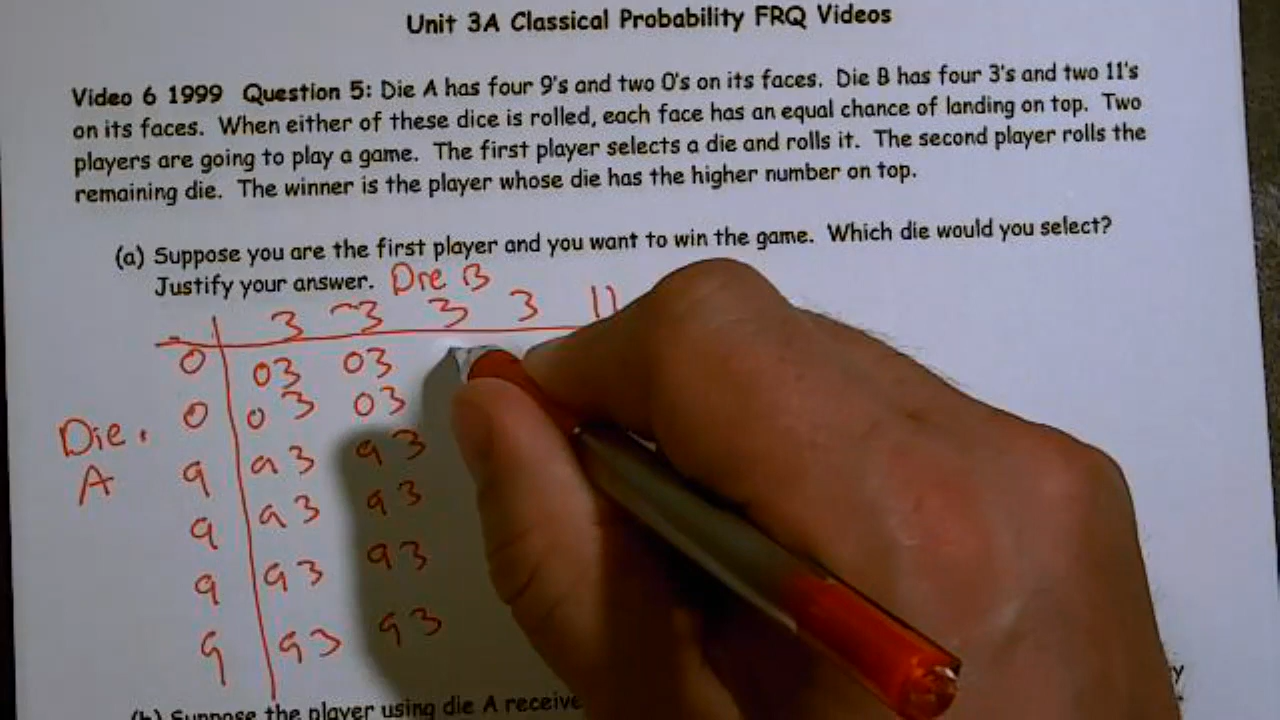 Unit 3A Classical Probability FRQ Videos
Video 6 1999 Question 5: Die A has four 9's and two 0's on its faces. Die B has four 3's and two 11's
on its faces. When either of these dice is rolled, each face has an equal chance of landing on top. Two
players are going to play a game. The first player selects a die and rolls it. The second player rolls the
remaining die. The winner is the player whose die has the higher number on top.
(a) Suppose you are the first player and you want to win the game. Which die would you select?
Justify your answer. Die B
3 3 3 3 11
0 03 03
0 03 03
Die A
9 93 93
9 93 93
9 93 93
9 93 93
(b) Suppose the player using die A receive